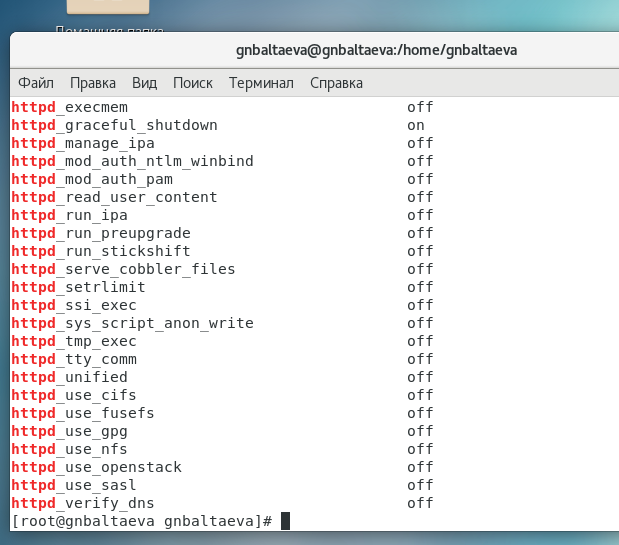 Домашняя папка
gnbaltaeva@gnbaltaeva:/home/gnbaltaeva
Файл Правка Вид Поиск Терминал Справка
httpd_execmem off
httpd_graceful_shutdown on
httpd_manage_ipa off
httpd_mod_auth_ntlm_winbind off
httpd_mod_auth_pam off
httpd_read_user_content off
httpd_run_ipa off
httpd_run_preupgrade off
httpd_run_stickshift off
httpd_serve_cobbler_files off
httpd_setrlimit off
httpd_ssi_exec off
httpd_sys_script_anon_write off
httpd_tmp_exec off
httpd_tty_comm off
httpd_unified off
httpd_use_cifs off
httpd_use_fusefs off
httpd_use_gpg off
httpd_use_nfs off
httpd_use_openstack off
httpd_use_sasl off
httpd_verify_dns off
[root@gnbaltaeva gnbaltaeva]#